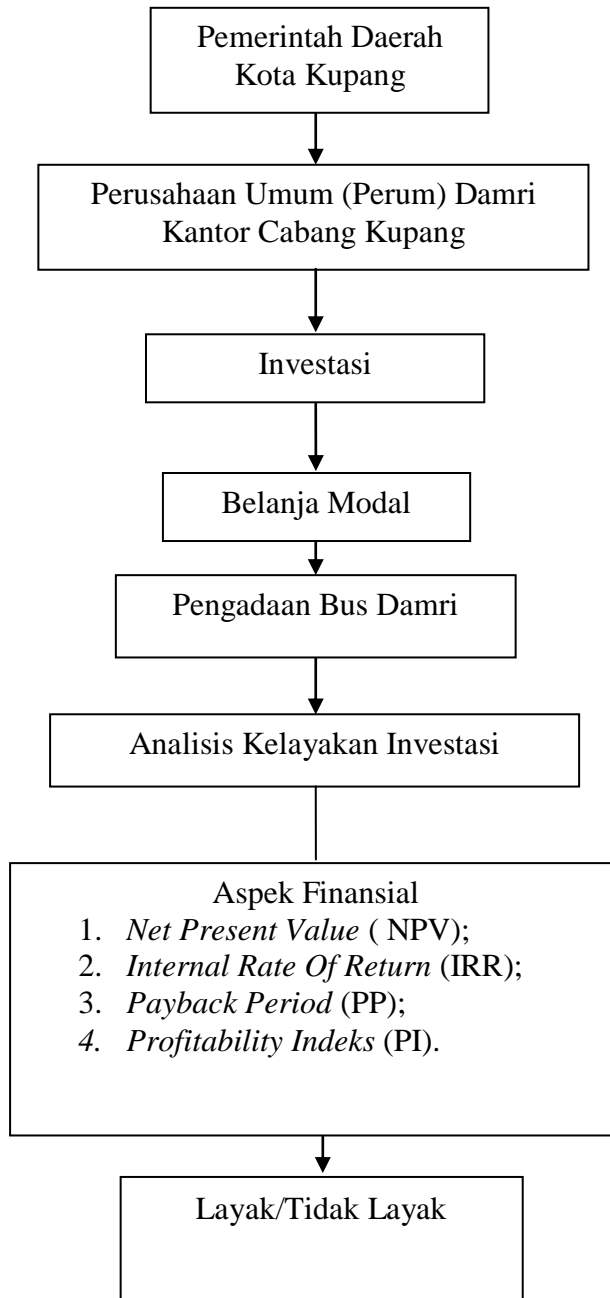 Pemerintah Daerah
Kota Kupang
Perusahaan Umum (Perum) Damri
Kantor Cabang Kupang
Investasi
Belanja Modal
Pengadaan Bus Damri
Analisis Kelayakan Investasi
Aspek Finansial
1. Net Present Value ( NPV);
2. Internal Rate Of Return (IRR);
3. Payback Period (PP);
4. Profitability Indeks (PI).
Layak/Tidak Layak